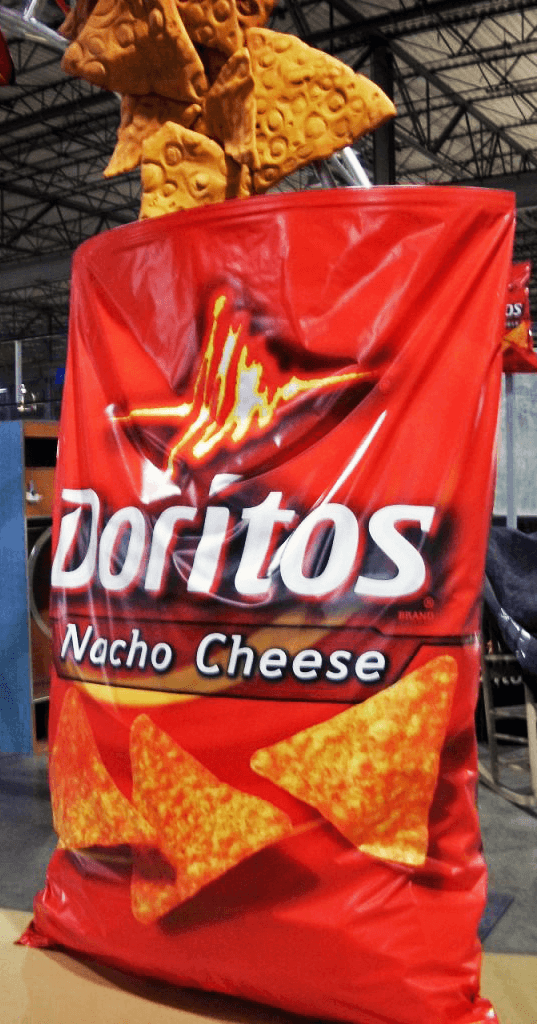 Doritos
®
BRAND
Nacho Cheese